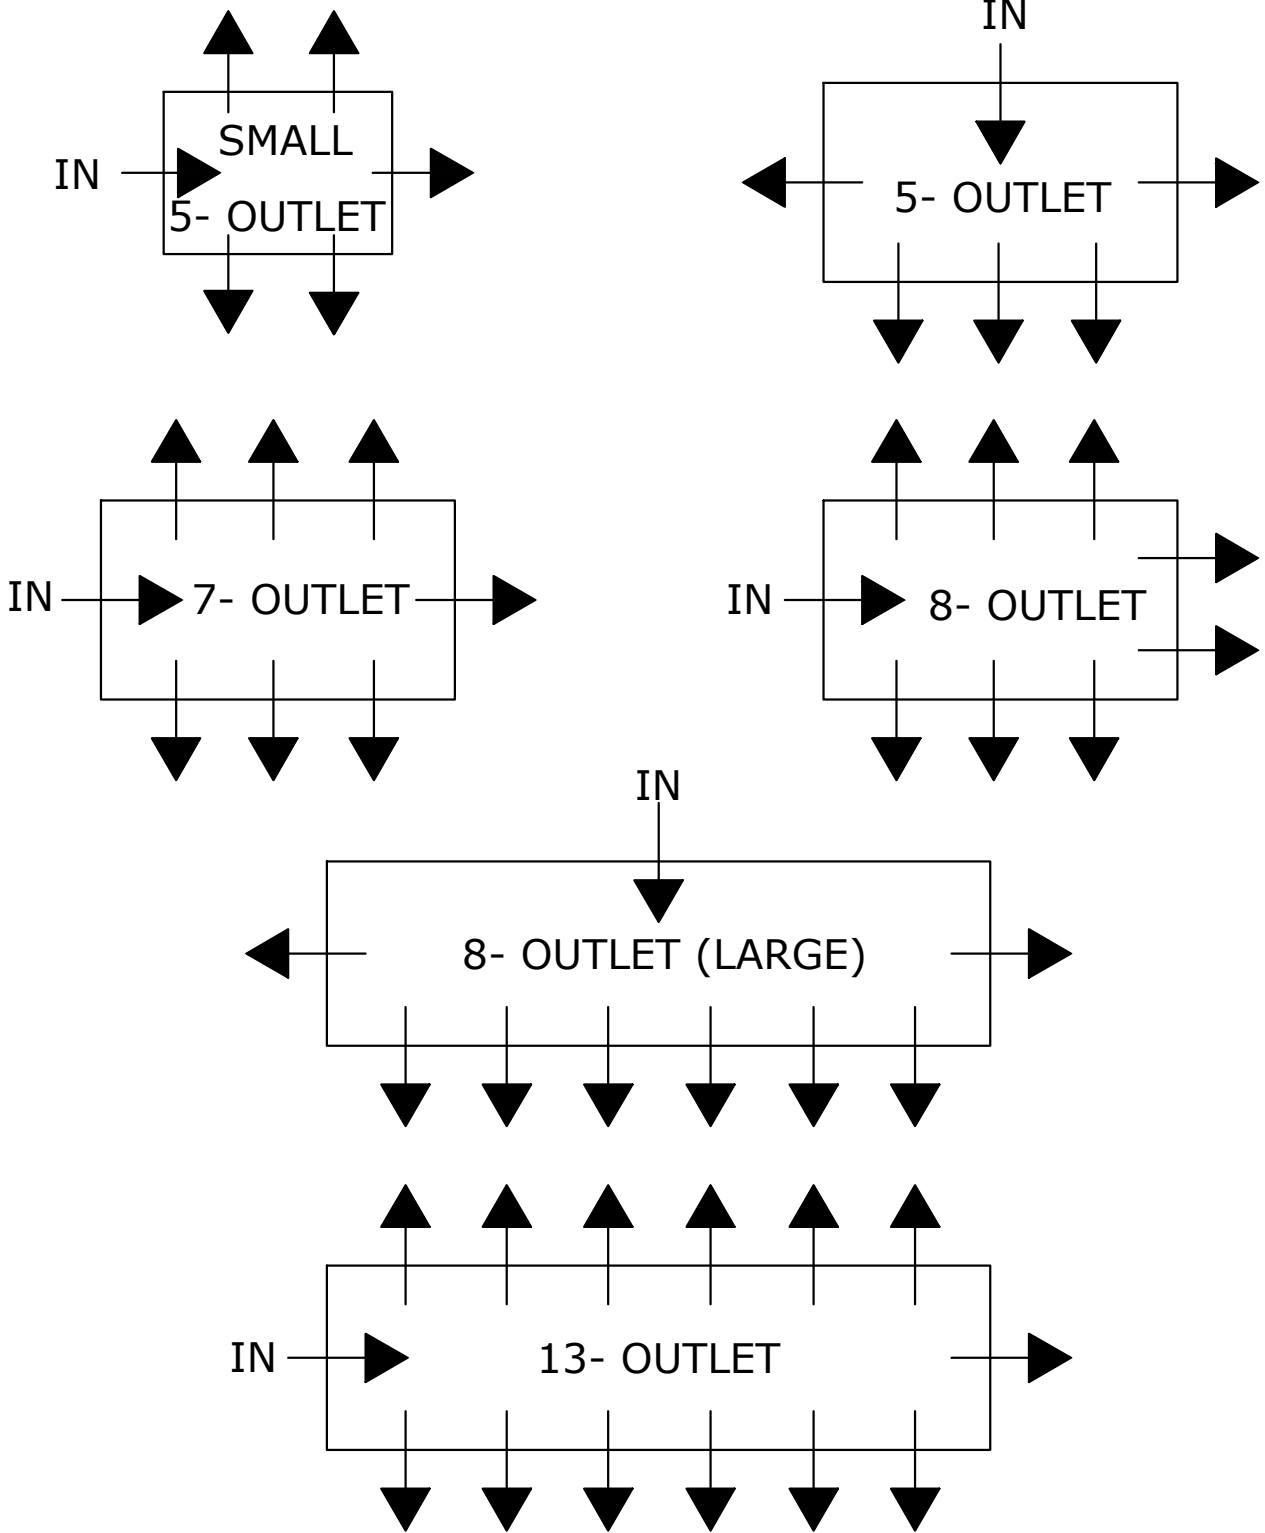 IN
SMALL
IN
5- OUTLET
5- OUTLET
IN
7- OUTLET
IN
8- OUTLET
IN
8- OUTLET (LARGE)
IN
13- OUTLET